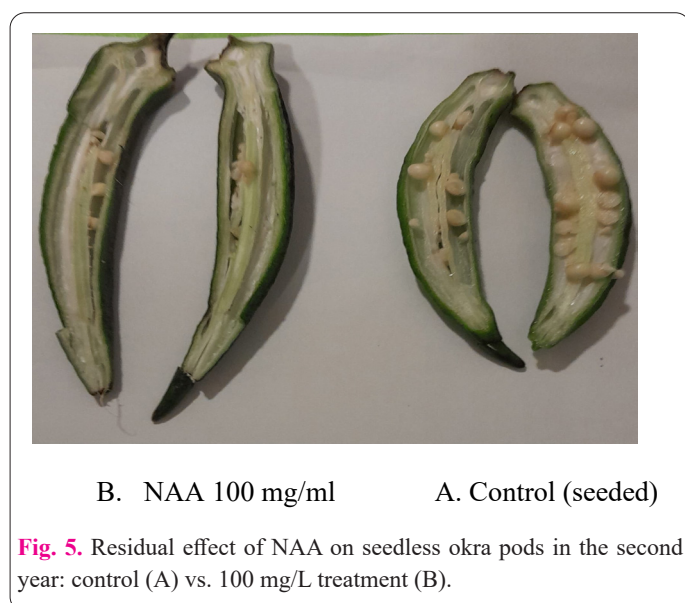 B. NAA 100 mg/ml A. Control (seeded)
Fig. 5. Residual effect of NAA on seedless okra pods in the second
year: control (A) vs. 100 mg/L treatment (B).